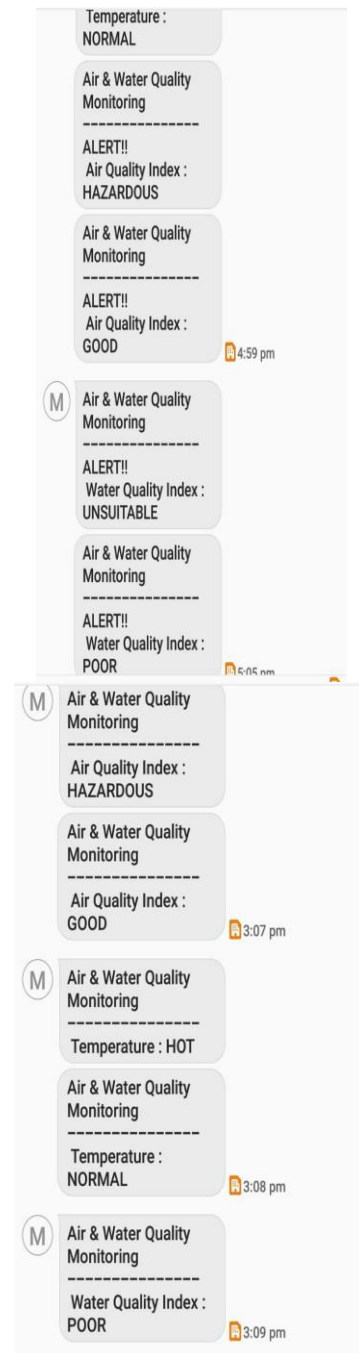 Temperature :
NORMAL
Air & Water Quality
Monitoring
---------------
ALERT!!
Air Quality Index :
HAZARDOUS
Air & Water Quality
Monitoring
---------------
ALERT!!
Air Quality Index :
GOOD
4:59 pm
M
Air & Water Quality
Monitoring
---------------
ALERT!!
Water Quality Index :
UNSUITABLE
Air & Water Quality
Monitoring
---------------
ALERT!!
Water Quality Index :
POOR
5:05 pm
M
Air & Water Quality
Monitoring
---------------
Air Quality Index :
HAZARDOUS
Air & Water Quality
Monitoring
---------------
Air Quality Index :
GOOD
3:07 pm
M
Air & Water Quality
Monitoring
---------------
Temperature : HOT
Air & Water Quality
Monitoring
---------------
Temperature :
NORMAL
3:08 pm
M
Air & Water Quality
Monitoring
---------------
Water Quality Index :
POOR
3:09 pm